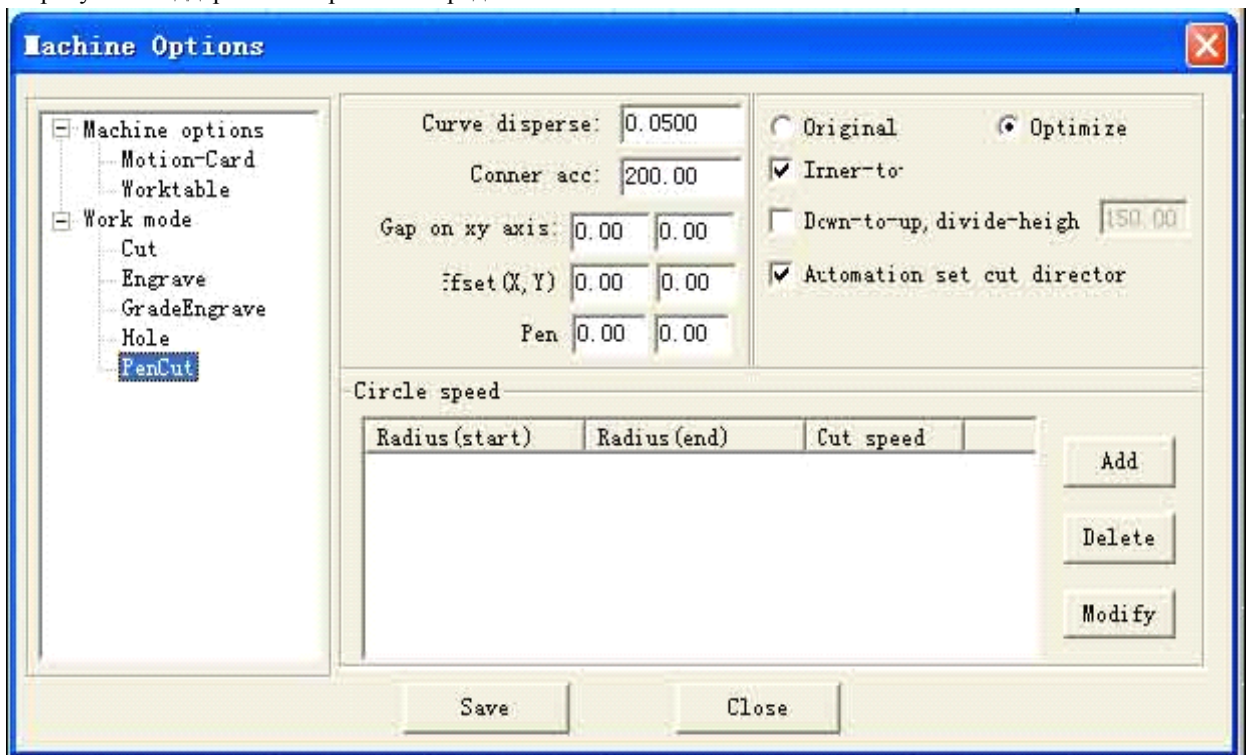 Machine Options
Machine options
Motion-Card
Worktable
Work mode
Cut
Engrave
GradeEngrave
Hole
PenCut
Curve disperse: 0.0500
Conner acc: 200.00
Gap on xy axis: 0.00 0.00
ffset(X,Y) 0.00 0.00
Pen 0.00 0.00
Original Optimize
Inner-to-
Down-to-up,divide-heigh 150.00
Automation set cut director
Circle speed
Radius(start) Radius(end) Cut speed
Add
Delete
Modify
Save Close